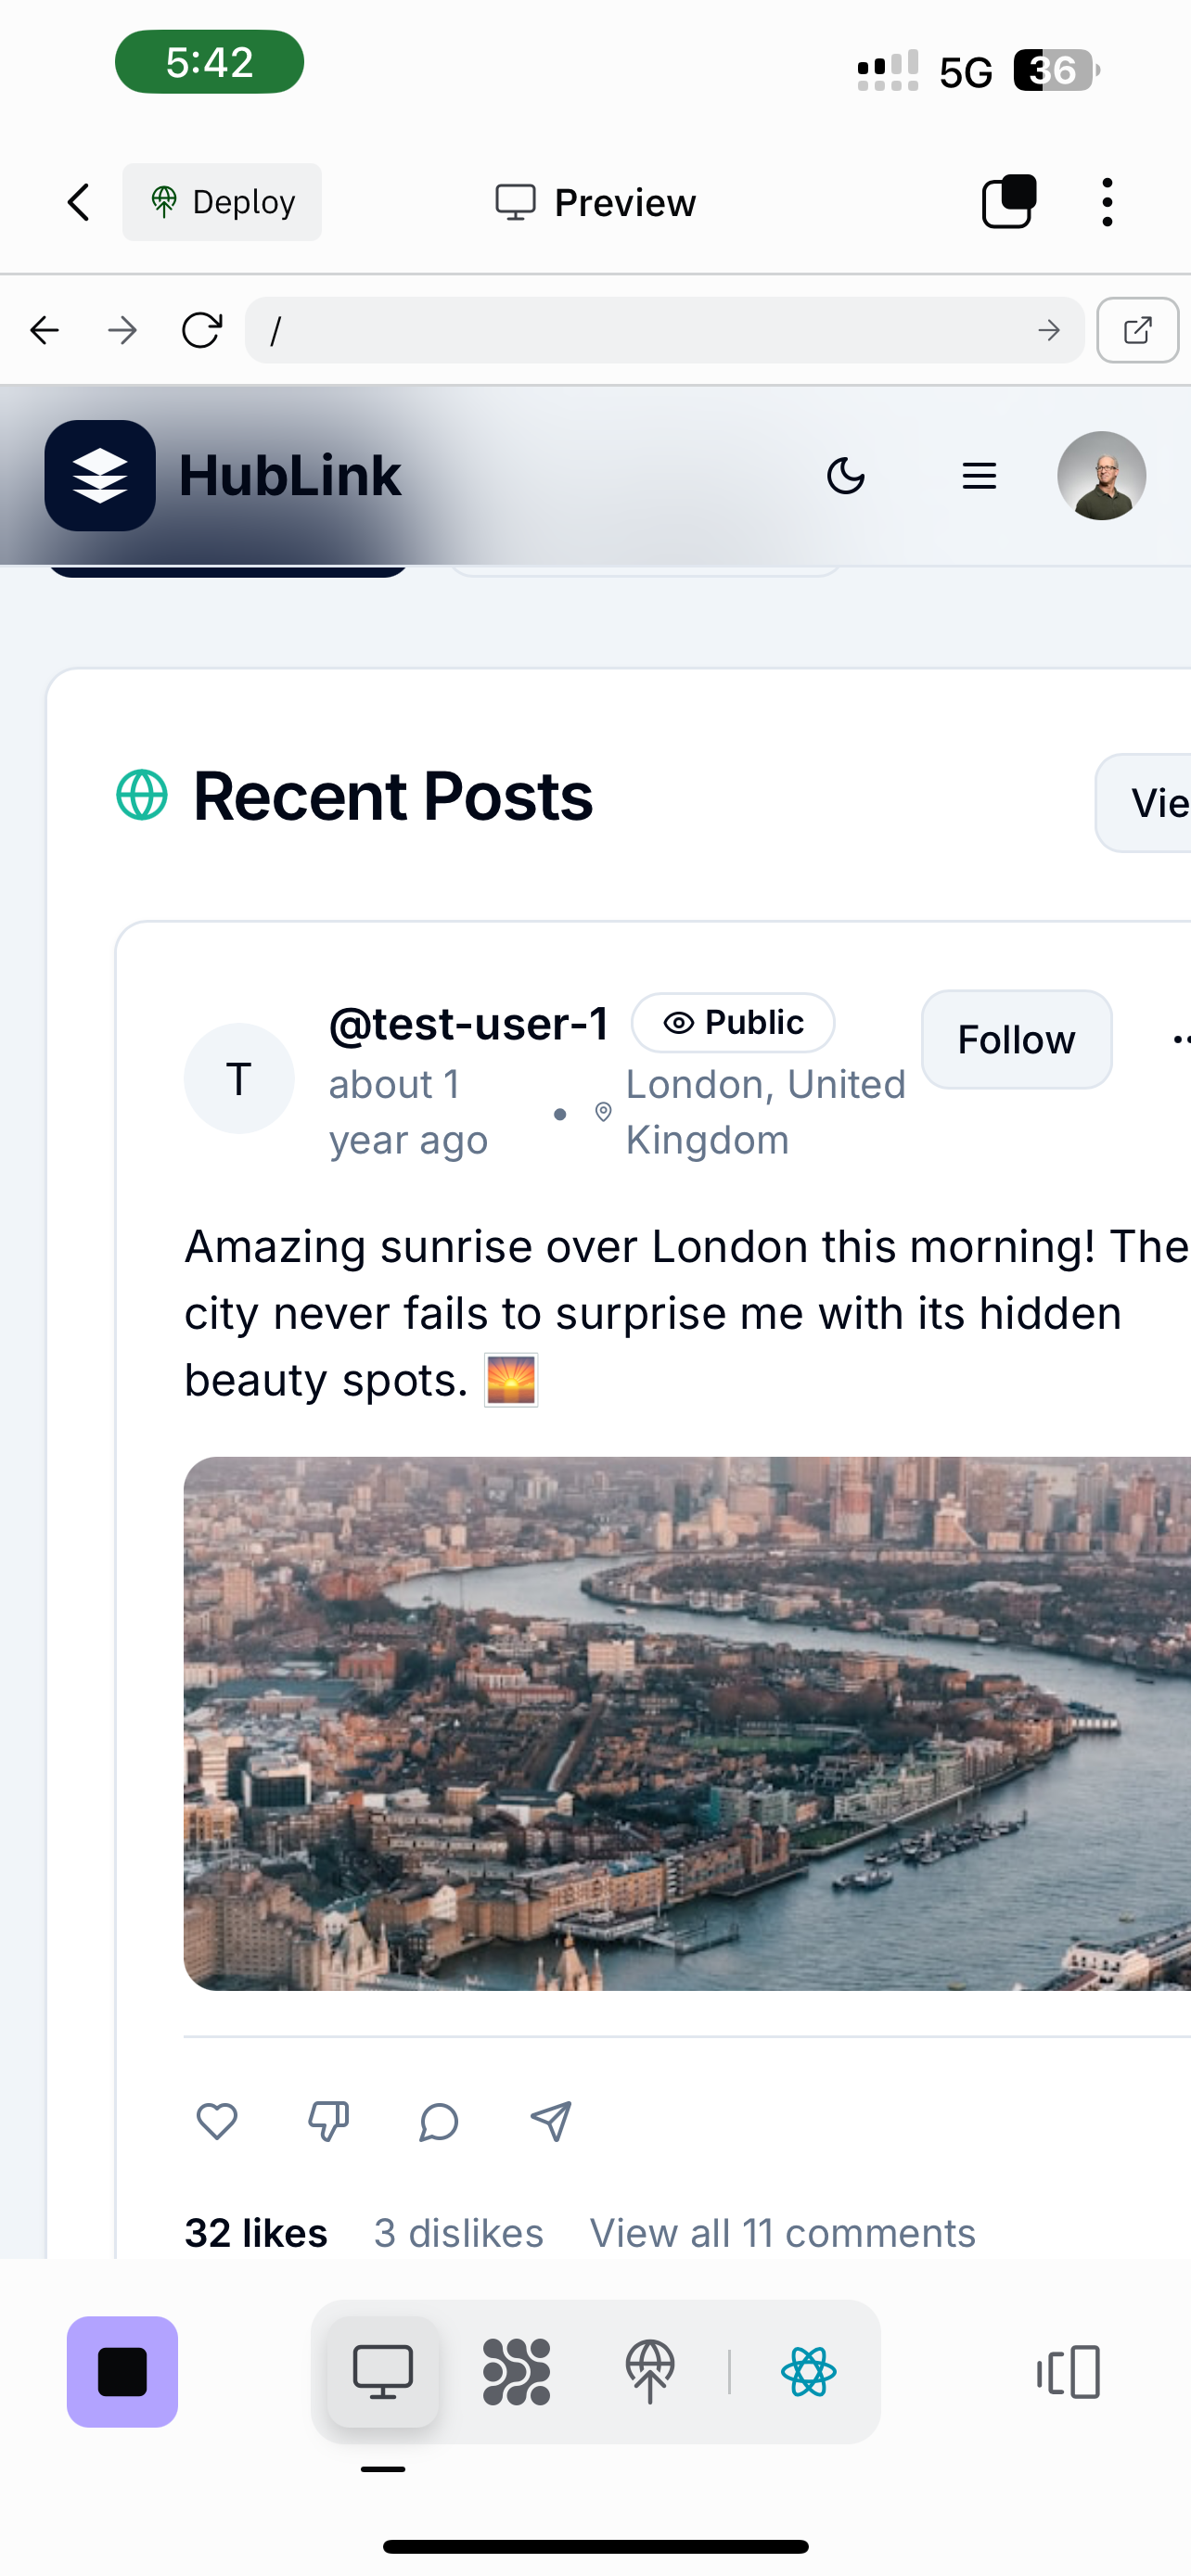 5:42
5G 36
Deploy
Preview
/
HubLink
Recent Posts
Vie
@test-user-1
Public
Follow
about 1
year ago
London, United
Kingdom
T
Amazing sunrise over London this morning! The
city never fails to surprise me with its hidden
beauty spots. 🌅
32 likes 3 dislikes View all 11 comments